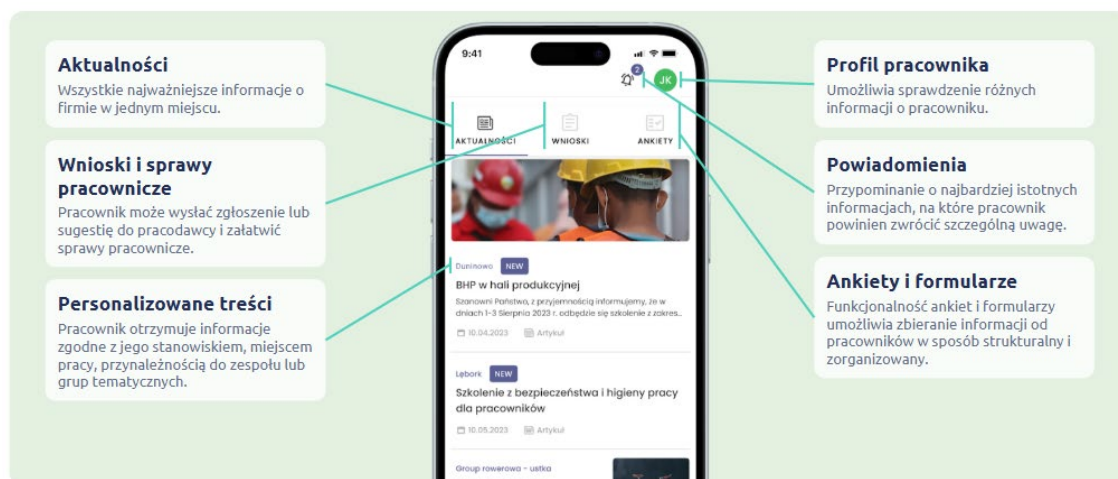 Aktualności
Wszystkie najważniejsze informacje o
firmie w jednym miejscu.
Wnioski i sprawy
pracownicze
Pracownik może wysłać zgłoszenie lub
sugestię do pracodawcy i załatwić
sprawy pracownicze.
Personalizowane treści
Pracownik otrzymuje informacje
zgodne z jego stanowiskiem, miejscem
pracy, przynależnością do zespołu lub
grup tematycznych.
9:41
2
JK
AKTUALNOŚCI WNIOSKI ANKIETY
Duninowo NEW
BHP w hali produkcyjnej
Szanowni Państwo, z przyjemnością informujemy, że w
dniach 1-3 Sierpnia 2023 r. odbędzie się szkolenie z zakres...
10.04.2023 Artykuł
Lębork NEW
Szkolenie z bezpieczeństwa i higieny pracy
dla pracowników
10.05.2023 Artykuł
Group rowerowa - ustka
Profil pracownika
Umożliwia sprawdzenie różnych
informacji o pracowniku.
Powiadomienia
Przypominanie o najbardziej istotnych
informacjach, na które pracownik
powinien zwrócić szczególną uwagę.
Ankiety i formularze
Funkcjonalność ankiet i formularzy
umożliwia zbieranie informacji od
pracowników w sposób strukturalny i
zorganizowany.